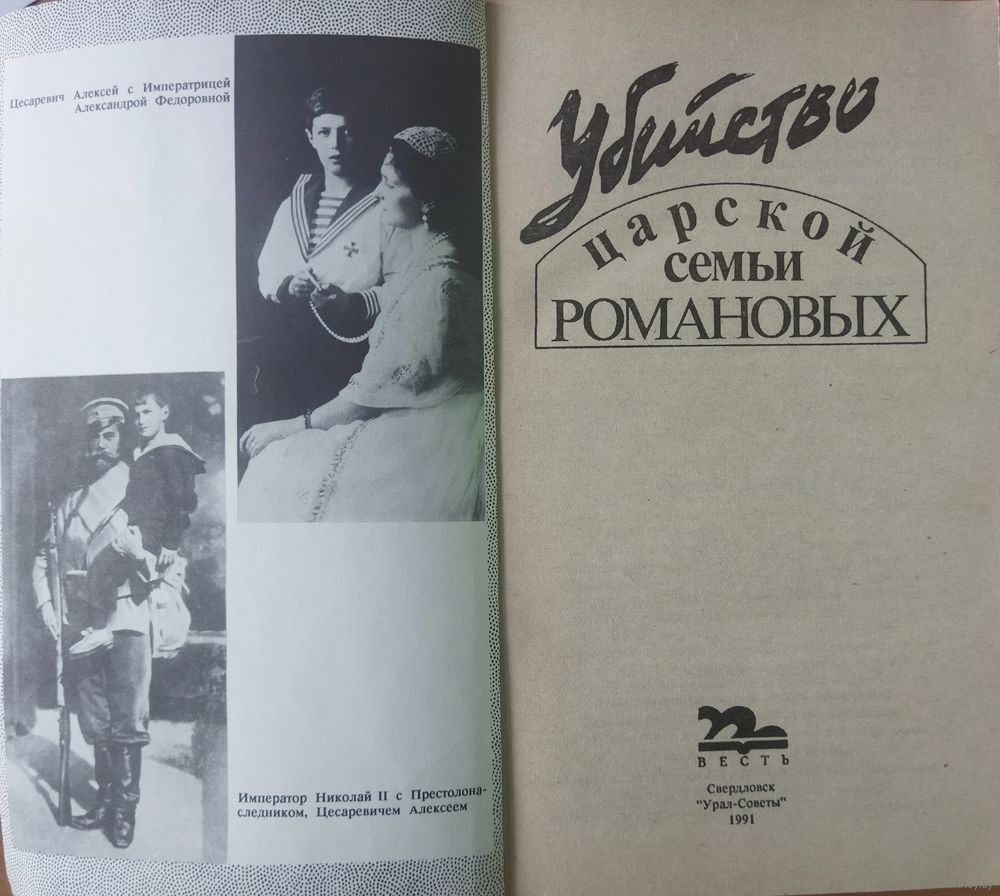 Цесаревич Алексей с Императрицей
Александрой Федоровной
Император Николай II с Престолона-
следником, Цесаревичем Алексеем
Убийство
царской
семьи
РОМАНОВЫХ
ВЕСТЬ
Свердловск
"Урал-Советы"
1991